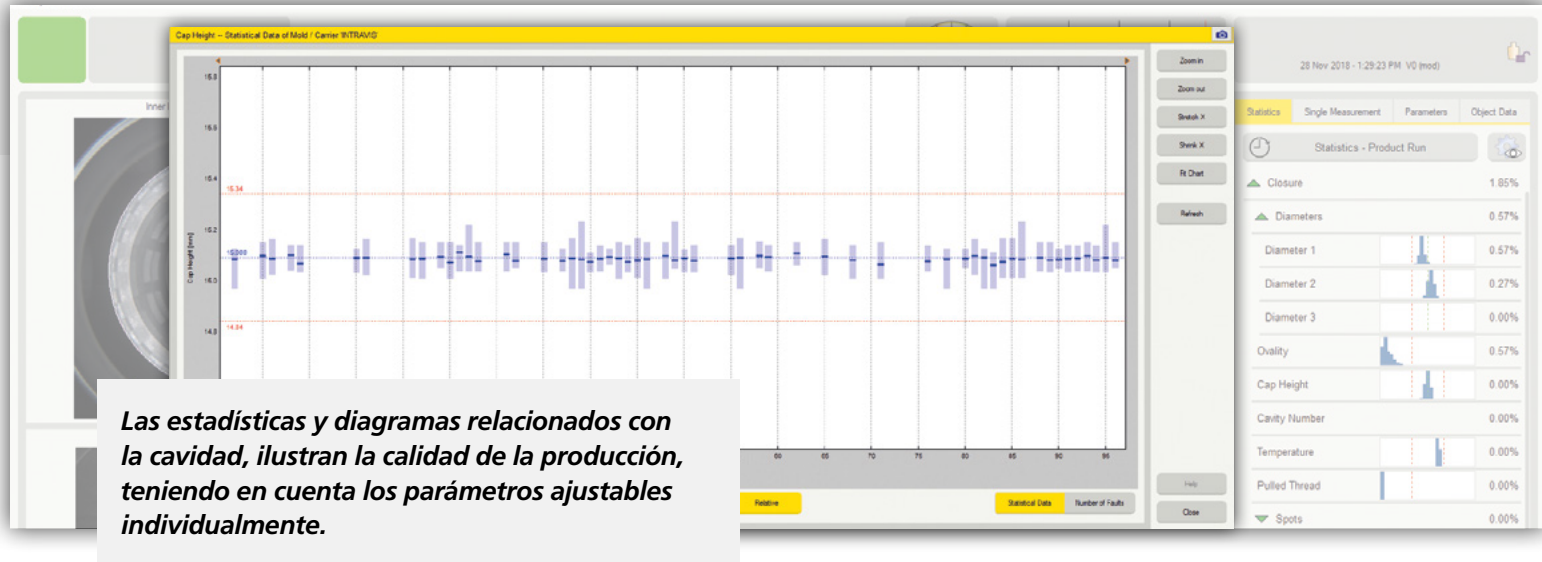 Cap Height -- Statistical Data of Mold / Carrier 'INTRAVIS'
Inner
15.8
15.6
15.4
15.34
15.2
15.0
14.8
14.84
Cap Height [mm]
60 65 70 75 80 85 90 95
Relative
Statistical Data Number of Faults
Zoom in
Zoom out
Stretch X
Shrink X
Fit Chart
Refresh
Help
Close
28 Nov 2018 - 1:29:23 PM V0 (mod)
Statistics Single Measurement Parameters Object Data
Statistics - Product Run
Closure 1.85%
Diameters 0.57%
Diameter 1 0.57%
Diameter 2 0.27%
Diameter 3 0.00%
Ovality 0.57%
Cap Height 0.00%
Cavity Number 0.00%
Temperature 0.00%
Pulled Thread 0.00%
Spots 0.00%
Las estadísticas y diagramas relacionados con
la cavidad, ilustran la calidad de la producción,
teniendo en cuenta los parámetros ajustables
individualmente.